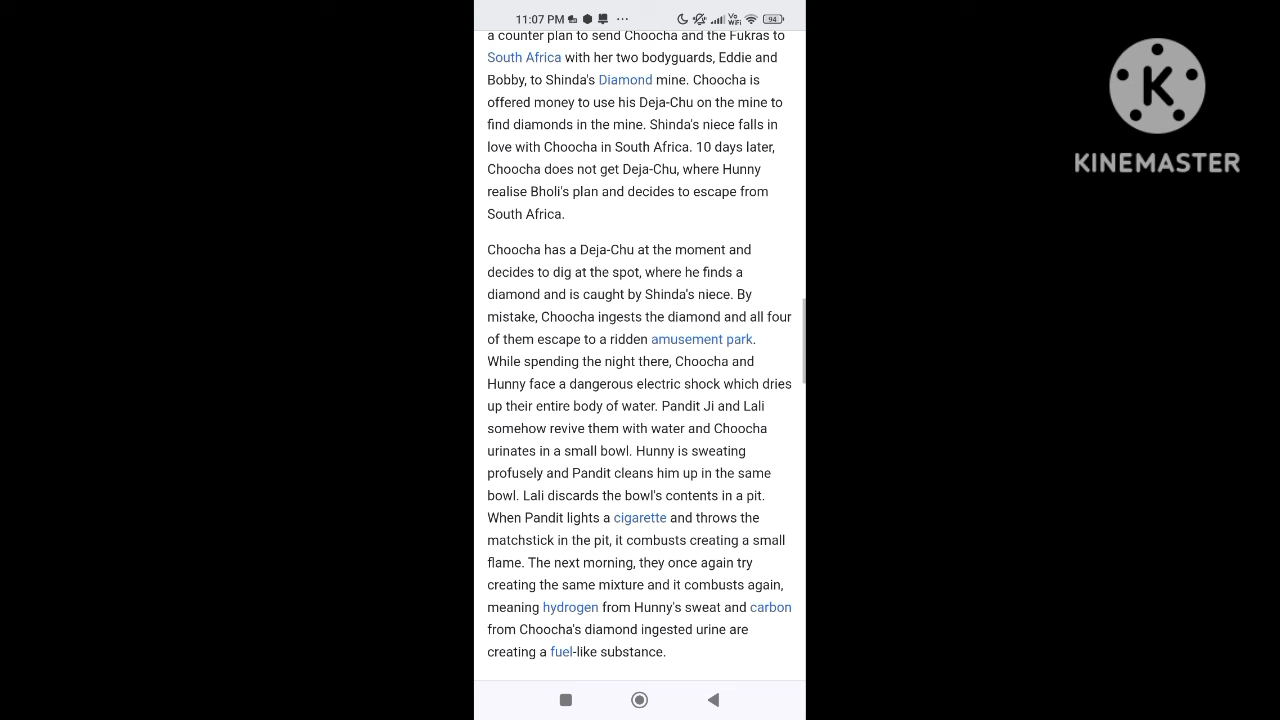 11:07 PM
Vo WiFi
94
a counter plan to send Choocha and the Fukras to
South Africa with her two bodyguards, Eddie and
Bobby, to Shinda's Diamond mine. Choocha is
offered money to use his Deja-Chu on the mine to
find diamonds in the mine. Shinda's niece falls in
love with Choocha in South Africa. 10 days later,
Choocha does not get Deja-Chu, where Hunny
realise Bholi's plan and decides to escape from
South Africa.
Choocha has a Deja-Chu at the moment and
decides to dig at the spot, where he finds a
diamond and is caught by Shinda's niece. By
mistake, Choocha ingests the diamond and all four
of them escape to a ridden amusement park.
While spending the night there, Choocha and
Hunny face a dangerous electric shock which dries
up their entire body of water. Pandit Ji and Lali
somehow revive them with water and Choocha
urinates in a small bowl. Hunny is sweating
profusely and Pandit cleans him up in the same
bowl. Lali discards the bowl's contents in a pit.
When Pandit lights a cigarette and throws the
matchstick in the pit, it combusts creating a small
flame. The next morning, they once again try
creating the same mixture and it combusts again,
meaning hydrogen from Hunny's sweat and carbon
from Choocha's diamond ingested urine are
creating a fuel-like substance.
K
KINEMASTER